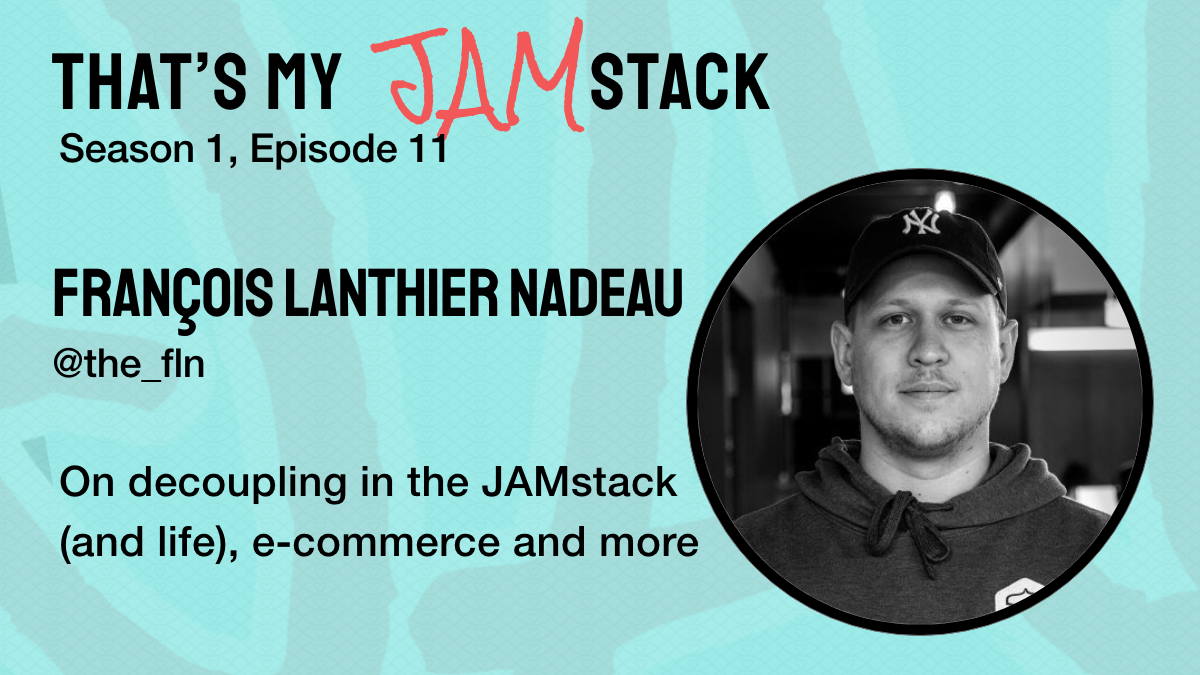 THAT'S MY JAMSTACK
Season 1, Episode 11
FRANÇOIS LANTHIER NADEAU
@the_fln
On decoupling in the JAMstack
(and life), e-commerce and more
NY